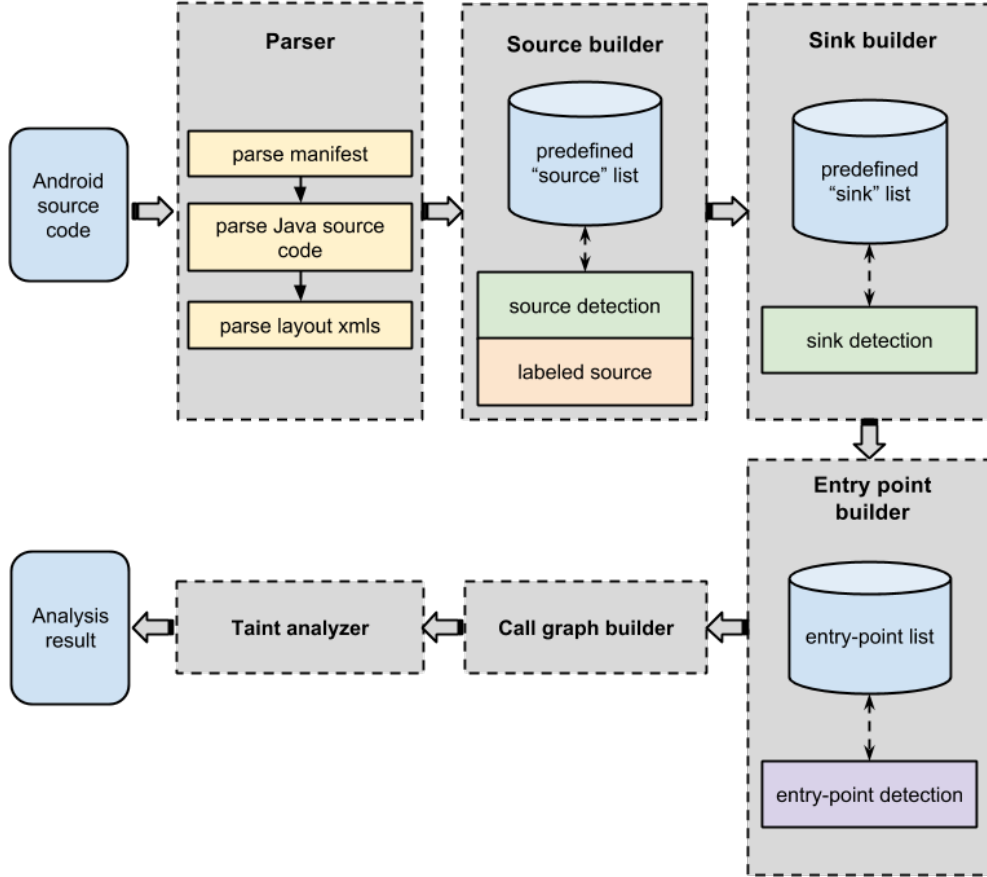 Parser
Source builder
Sink builder
Android
source
code
parse manifest
parse Java source
code
parse layout xmls
predefined
“source” list
source detection
labeled source
predefined
“sink” list
sink detection
Entry point
builder
entry-point list
entry-point detection
Call graph builder
Taint analyzer
Analysis
result